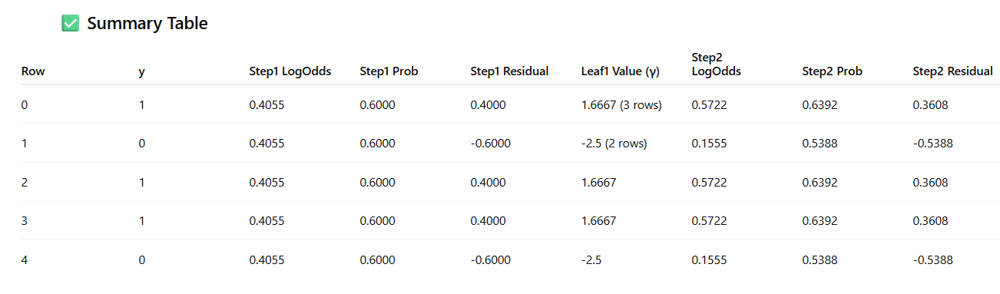 ✅ Summary Table
Row y Step1 LogOdds Step1 Prob Step1 Residual Leaf1 Value (γ) Step2 LogOdds Step2 Prob Step2 Residual
0 1 0.4055 0.6000 0.4000 1.6667 (3 rows) 0.5722 0.6392 0.3608
1 0 0.4055 0.6000 -0.6000 -2.5 (2 rows) 0.1555 0.5388 -0.5388
2 1 0.4055 0.6000 0.4000 1.6667 0.5722 0.6392 0.3608
3 1 0.4055 0.6000 0.4000 1.6667 0.5722 0.6392 0.3608
4 0 0.4055 0.6000 -0.6000 -2.5 0.1555 0.5388 -0.5388